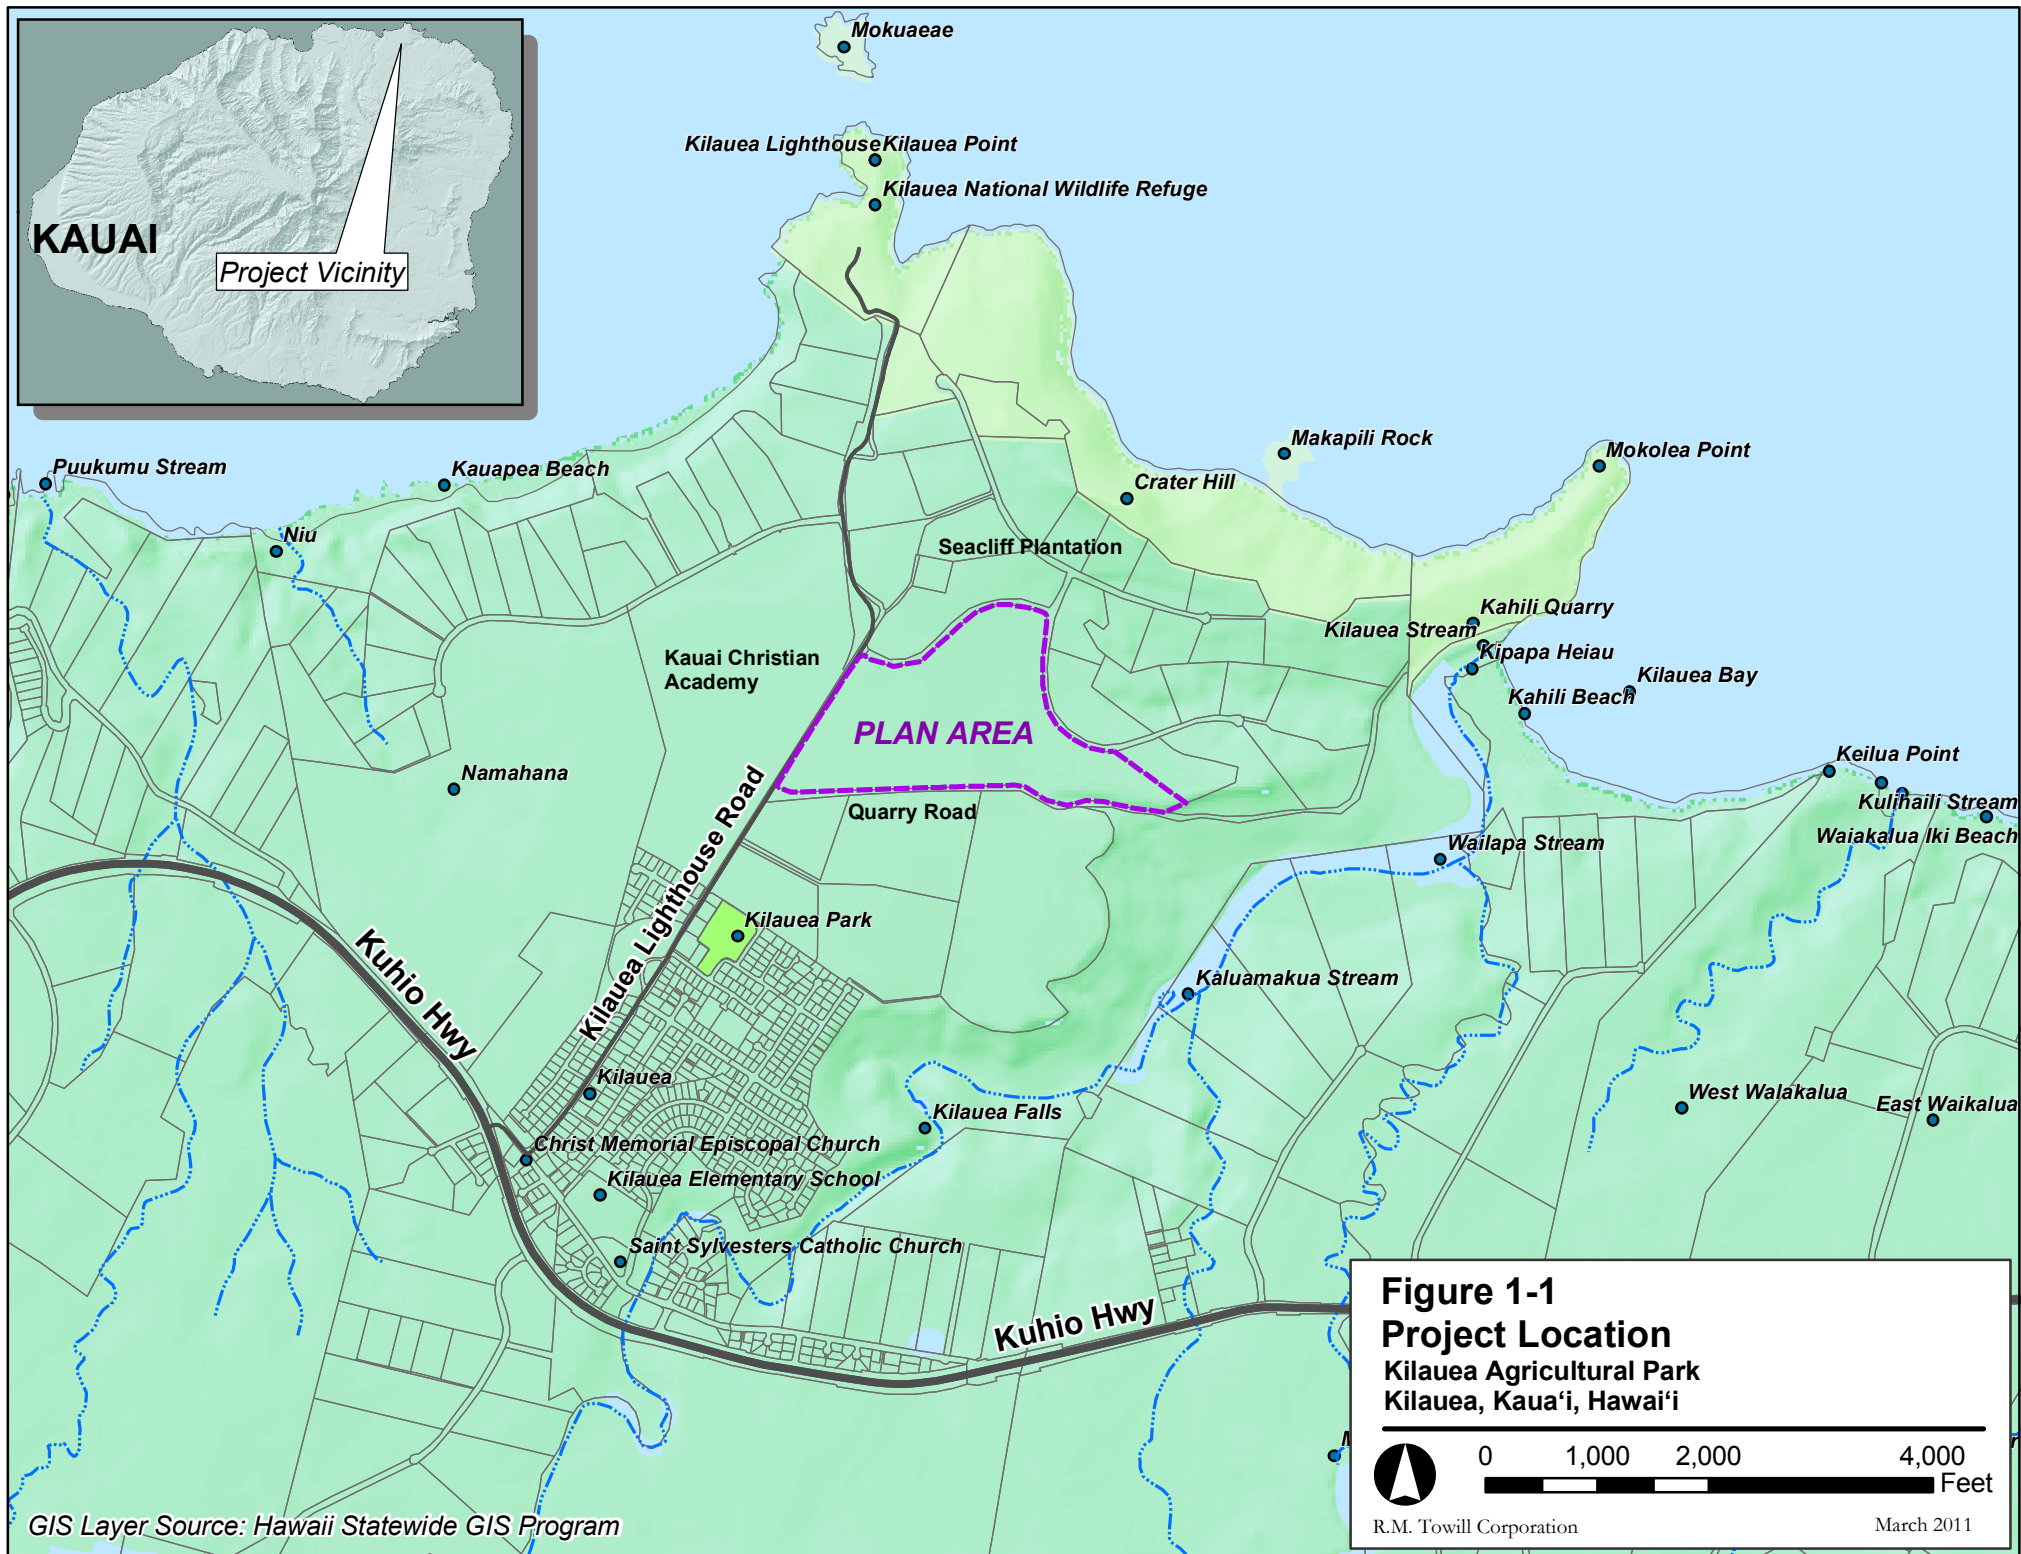 Mokuaeae
Kilauea Lighthouse
Kilauea Point
Kilauea National Wildlife Refuge
KAUAI
Project Vicinity
Makapili Rock
Mokolea Point
Puukumu Stream
Kauapea Beach
Crater Hill
Niu
Seacliff Plantation
Kahili Quarry
Kilauea Stream
Kipapa Heiau
Kauai Christian
Academy
Kilauea Bay
Kahili Beach
PLAN AREA
Namahana
Keilua Point
Quarry Road
Kulihaili Stream
Waiakalua Iki Beach
Wailapa Stream
Kilauea Lighthouse Road
Kilauea Park
Kuhio Hwy
Kaluamakua Stream
Kilauea
West Walakalua
East Waikalua
Kilauea Falls
Christ Memorial Episcopal Church
Kilauea Elementary School
Saint Sylvesters Catholic Church
Kuhio Hwy
Figure 1-1
Project Location
Kilauea Agricultural Park
Kilauea, Kaua‘i, Hawai‘i
0 1,000 2,000 4,000
Feet
R.M. Towill Corporation
March 2011
GIS Layer Source: Hawaii Statewide GIS Program